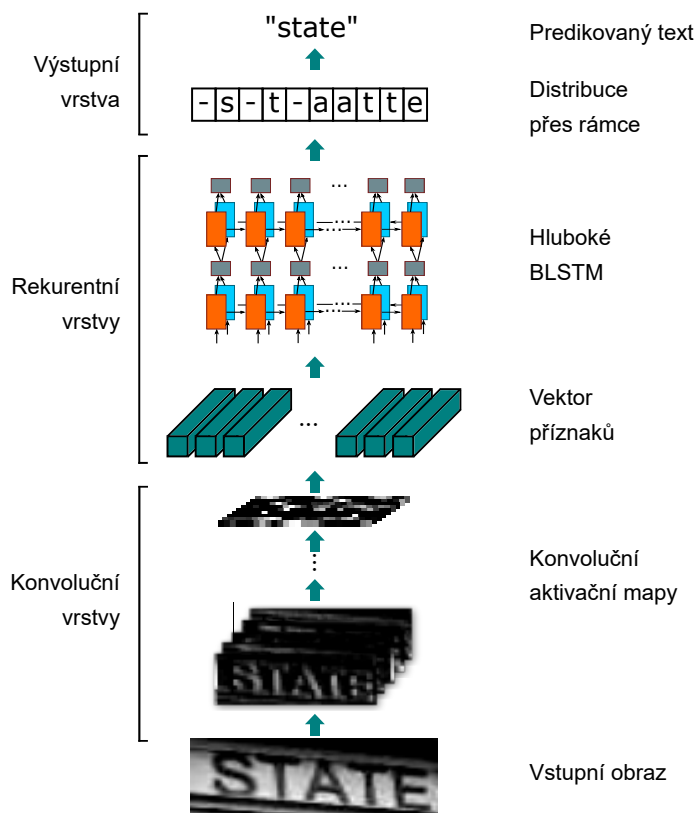 "state"
Predikovaný text
Výstupní
vrstva
-s-t-aatte
Distribuce
přes rámce
...
Rekurentní
vrstvy
Hluboké
BLSTM
...
Vektor
příznaků
Konvoluční
vrstvy
Konvoluční
aktivační mapy
STATE
STATE
Vstupní obraz